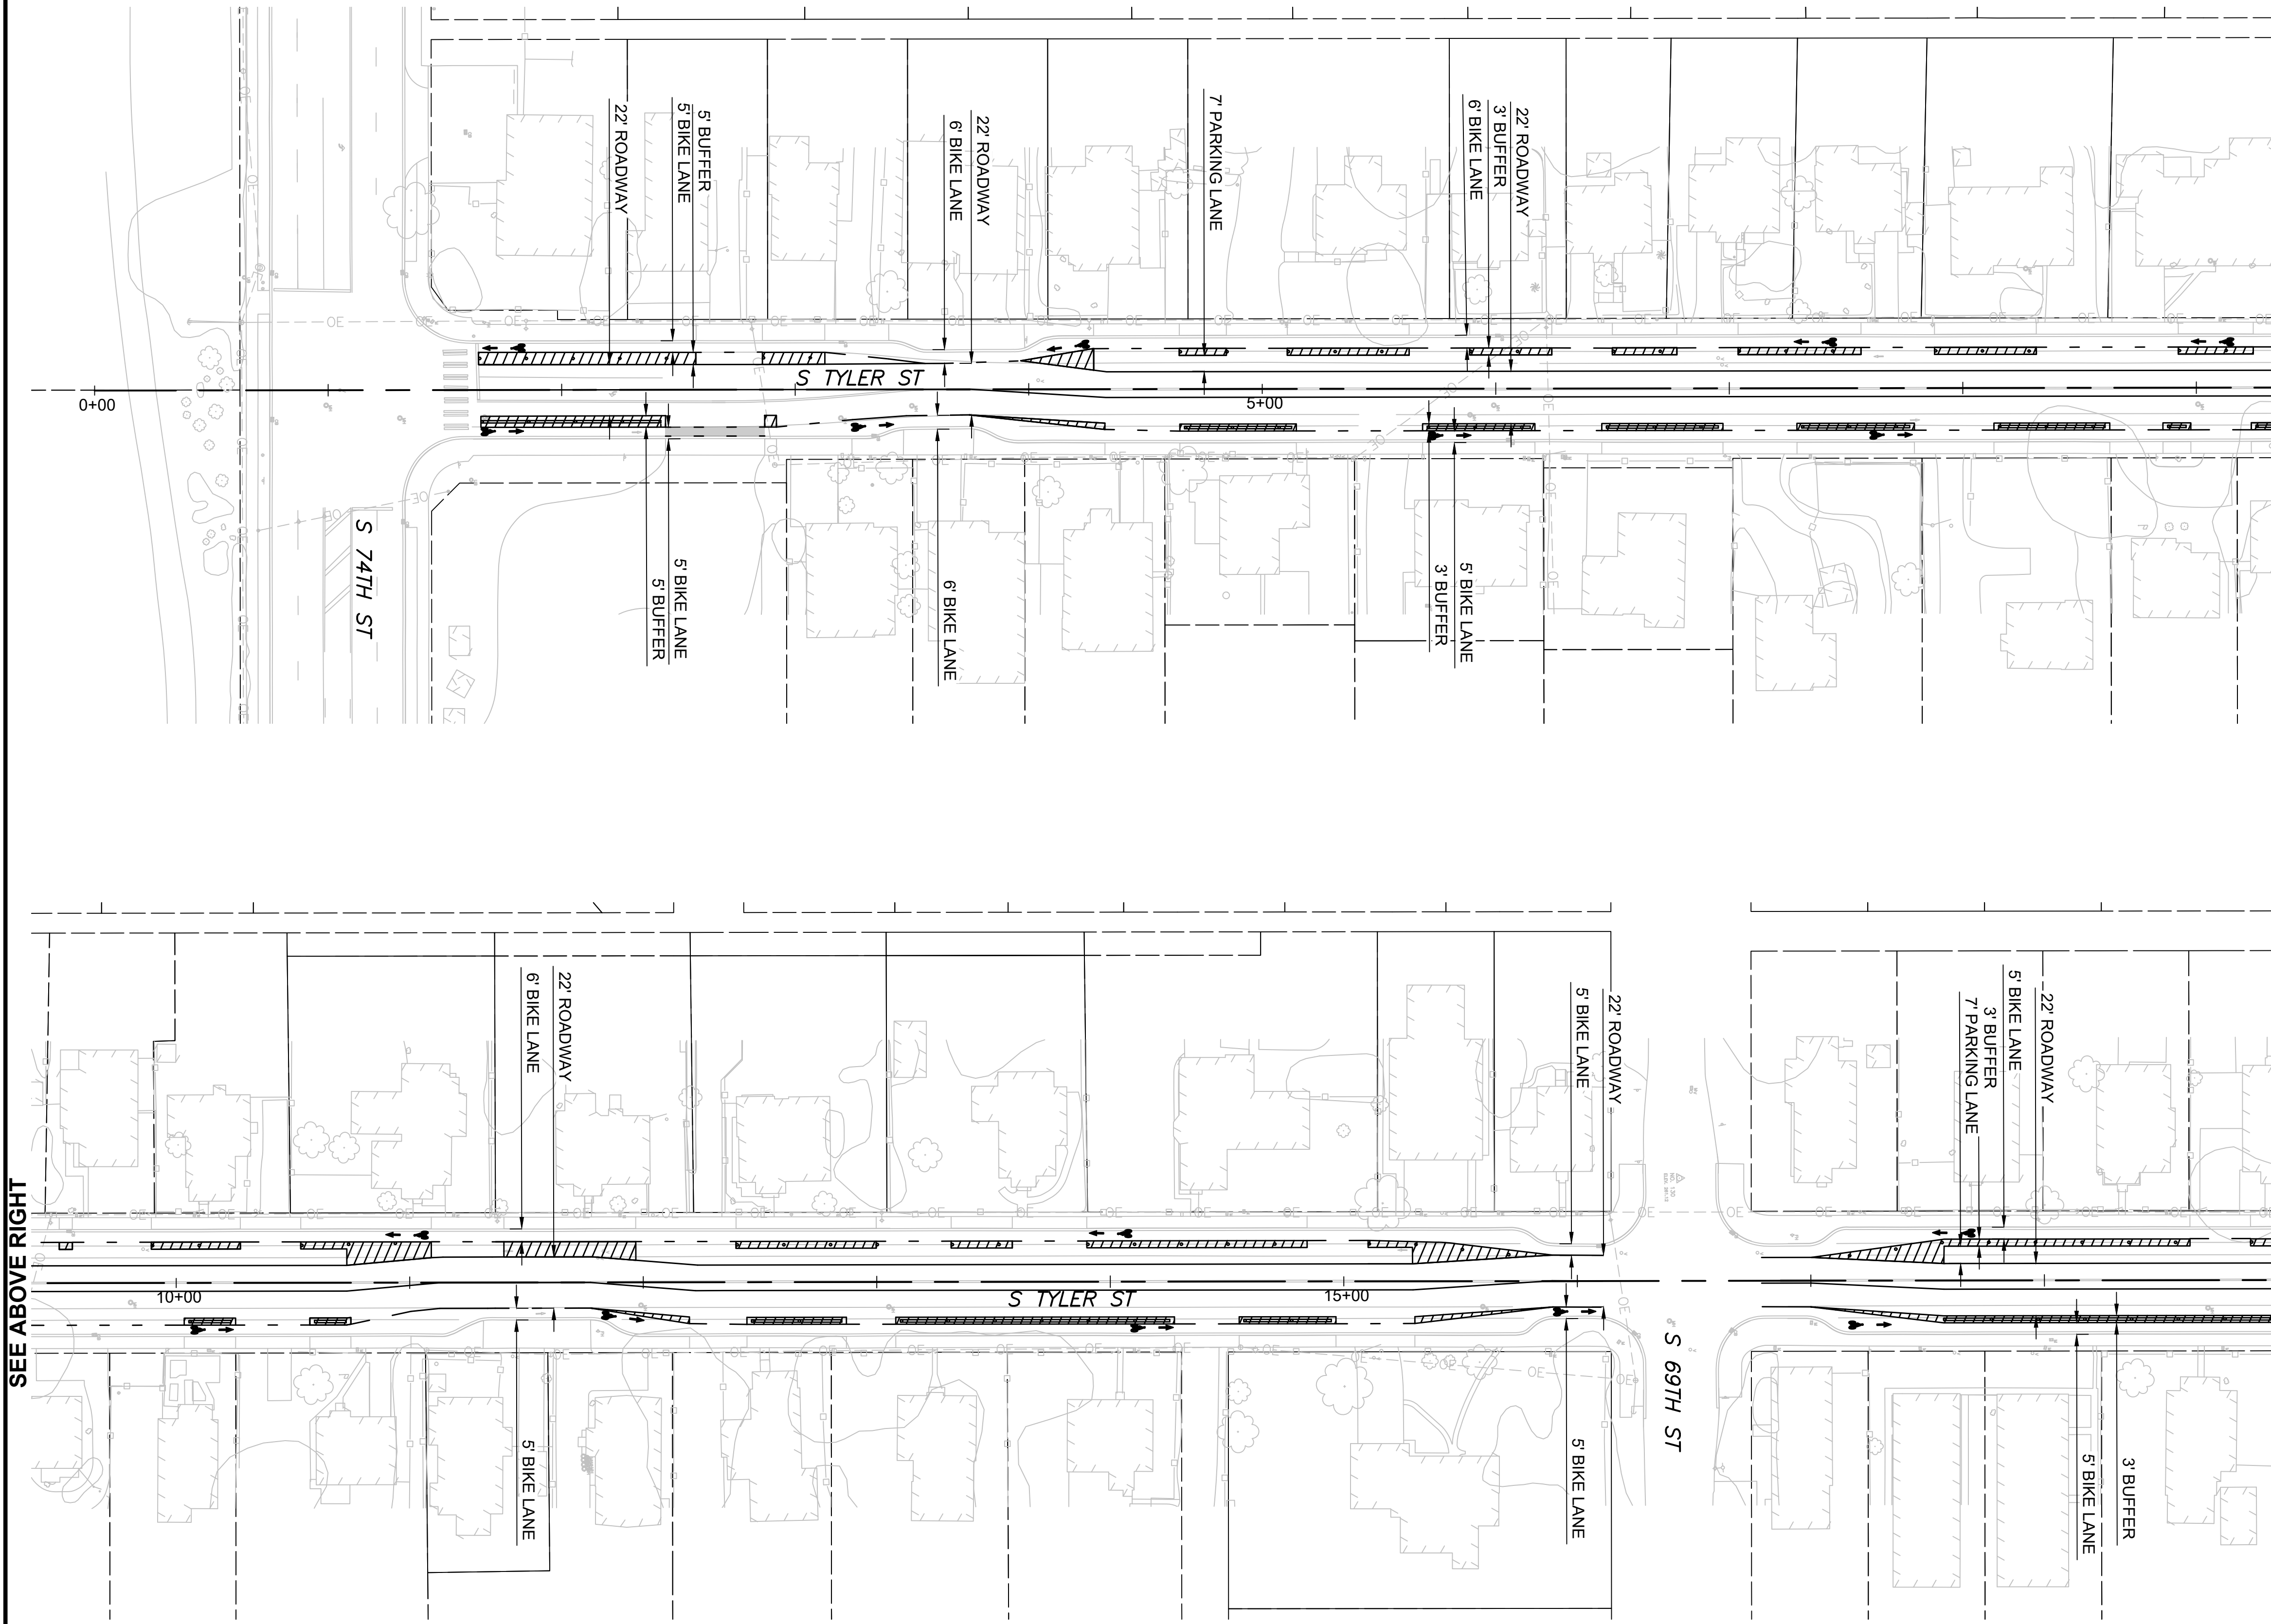 22' ROADWAY
5' BIKE LANE
5' BUFFER
6' BIKE LANE
22' ROADWAY
7' PARKING LANE
6' BIKE LANE
3' BUFFER
22' ROADWAY
S TYLER ST
0+00
5+00
S 74TH ST
5' BUFFER
5' BIKE LANE
6' BIKE LANE
3' BUFFER
5' BIKE LANE
OE
SEE ABOVE RIGHT
6' BIKE LANE
22' ROADWAY
5' BIKE LANE
22' ROADWAY
7' PARKING LANE
3' BUFFER
5' BIKE LANE
22' ROADWAY
10+00
S TYLER ST
15+00
S 69TH ST
5' BIKE LANE
5' BIKE LANE
5' BIKE LANE
3' BUFFER